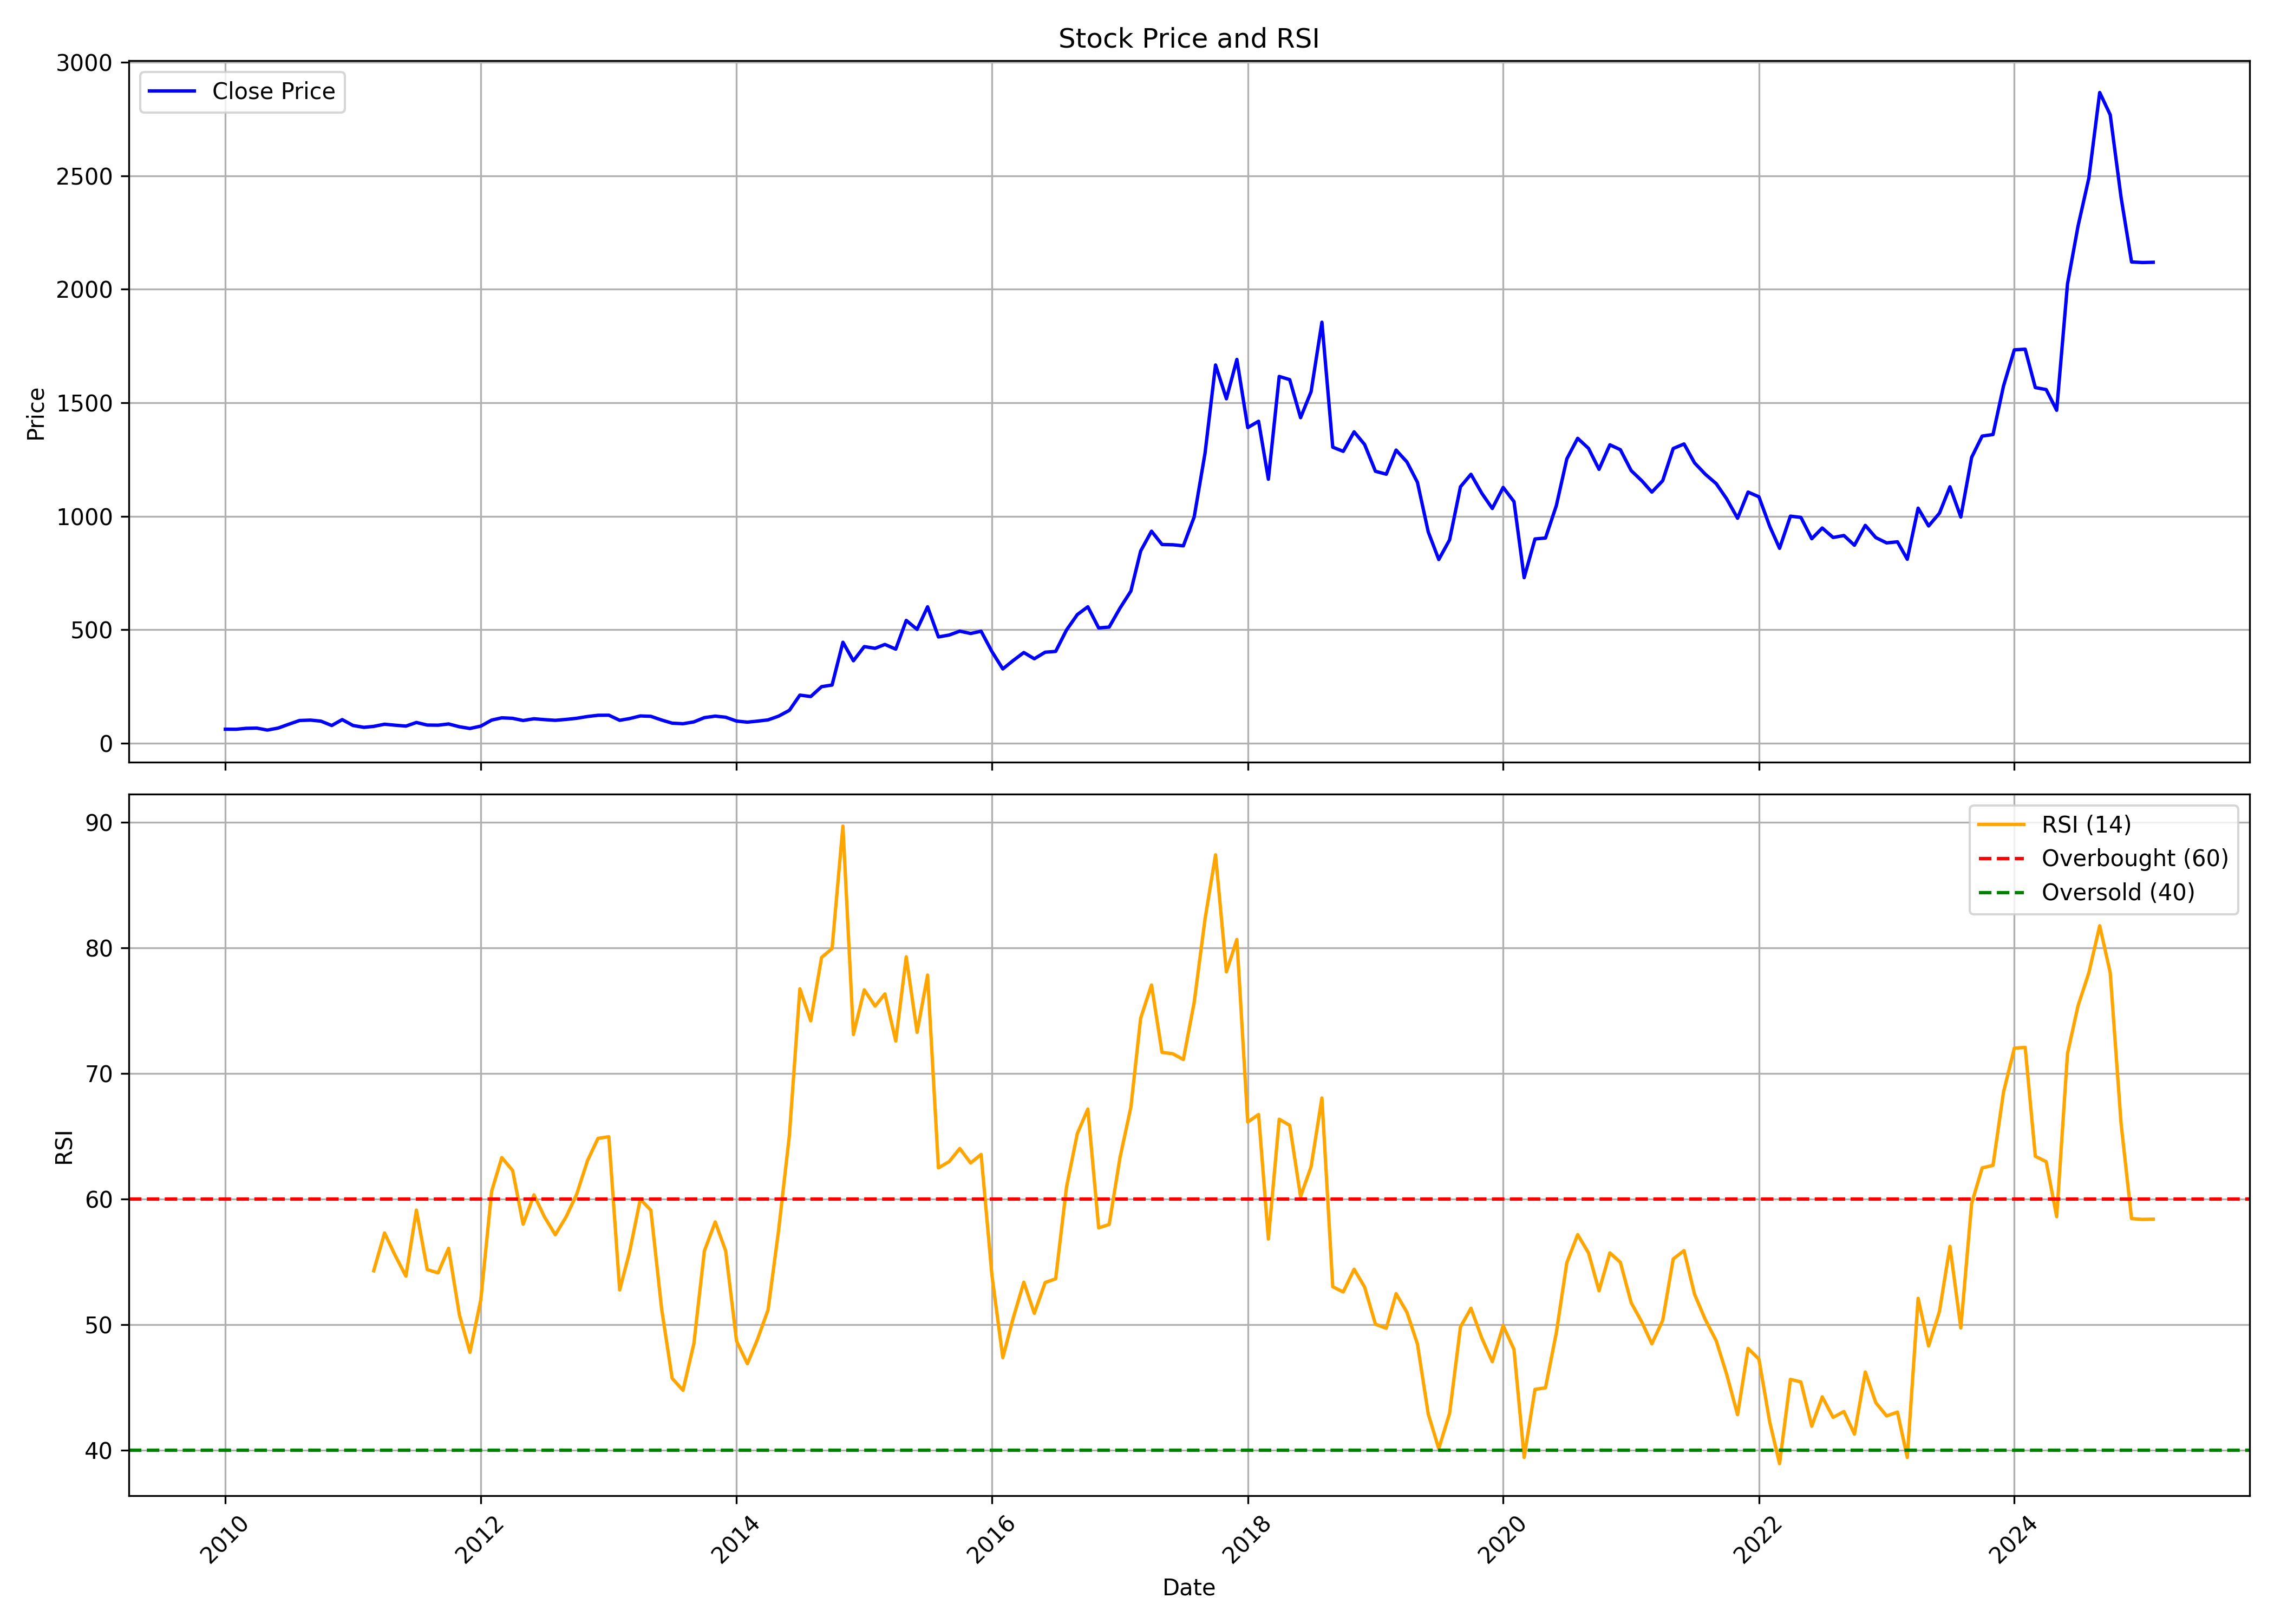 Stock Price and RSI
3000
2500
2000
1500
1000
500
0
Price
Close Price
90
80
70
60
50
40
RSI
RSI (14)
Overbought (60)
Oversold (40)
2010
2012
2014
2016
2018
2020
2022
2024
Date